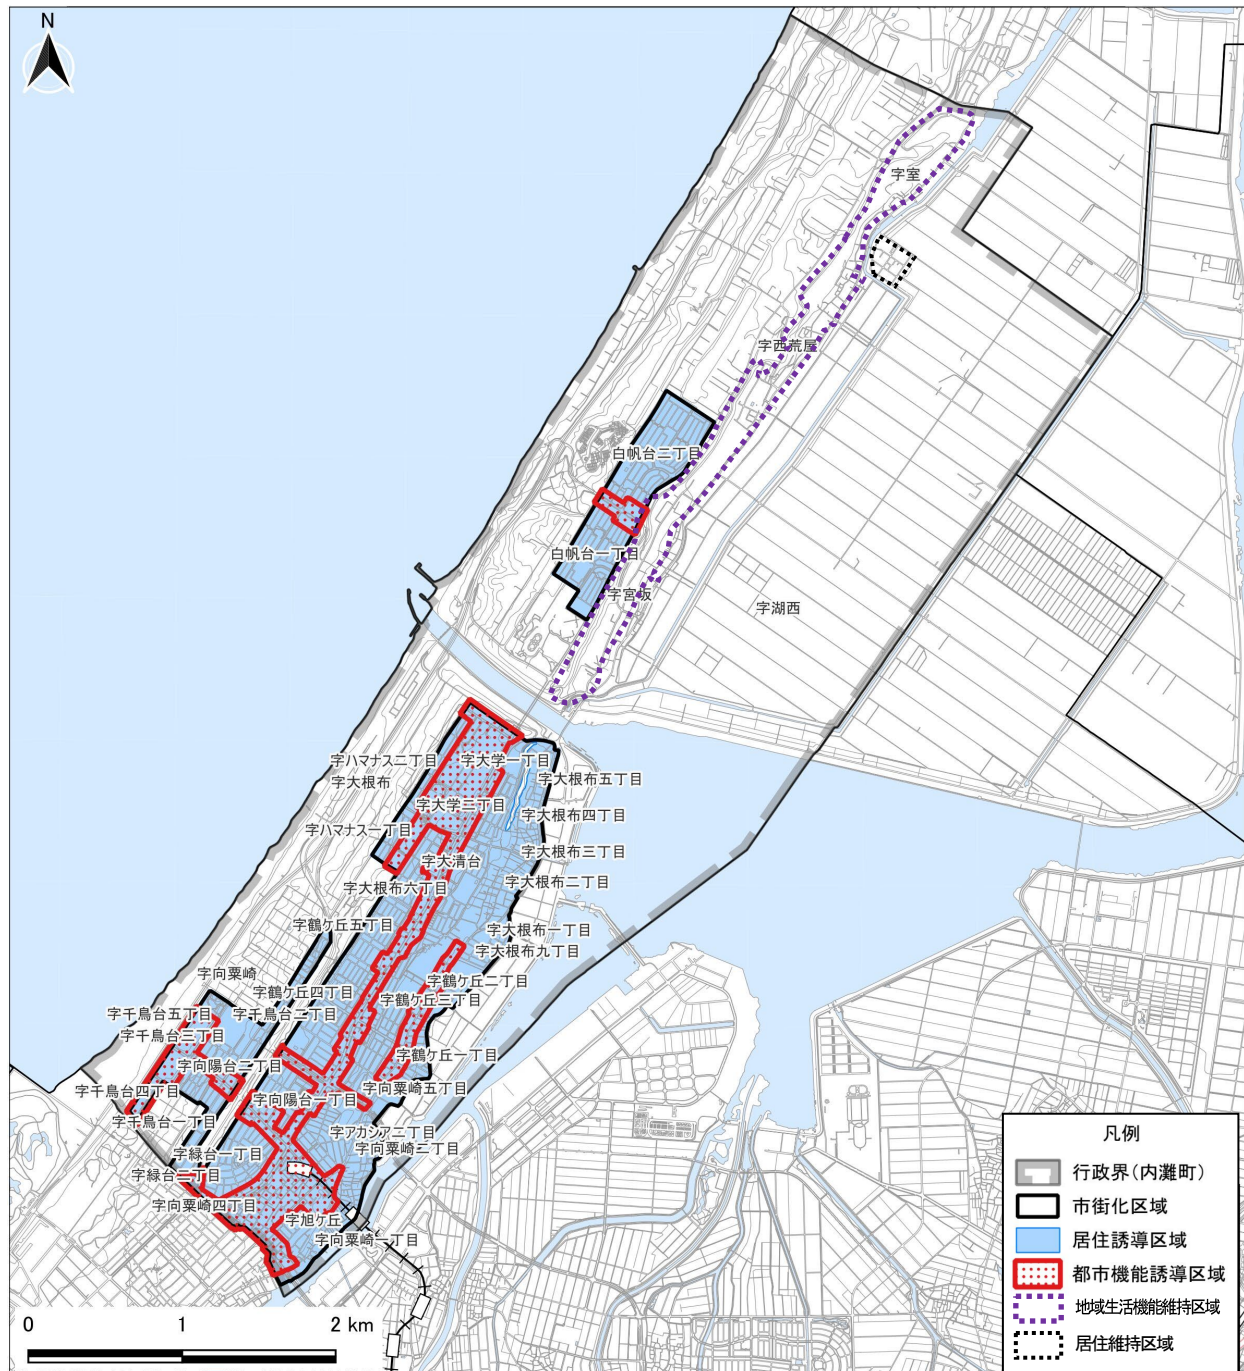 N
字室
字西荒屋
白帆台二丁目
白帆台一丁目
字宮坂
字湖西
字ハマナス二丁目
字大学一丁目
字大根布
字大根布五丁目
字大学二丁目
字大根布四丁目
字ハマナス一丁目
字大根布三丁目
字大清台
字大根布六丁目
字大根布二丁目
字鶴ケ丘五丁目
字大根布一丁目
字大根布九丁目
字向粟崎
字鶴ケ丘四丁目
字鶴ケ丘二丁目
字鶴ケ丘三丁目
字千鳥台五丁目
字千鳥台二丁目
字千鳥台三丁目
字鶴ケ丘一丁目
字向陽台二丁目
字向粟崎五丁目
字千鳥台四丁目
字向陽台一丁目
字千鳥台一丁目
字アカシア二丁目
字向粟崎二丁目
字緑台一丁目
字緑台二丁目
字向粟崎四丁目
字旭ケ丘
字向粟崎一丁目
凡例
行政界(内灘町)
市街化区域
居住誘導区域
都市機能誘導区域
地域生活機能維持区域
居住維持区域
0 1 2 km